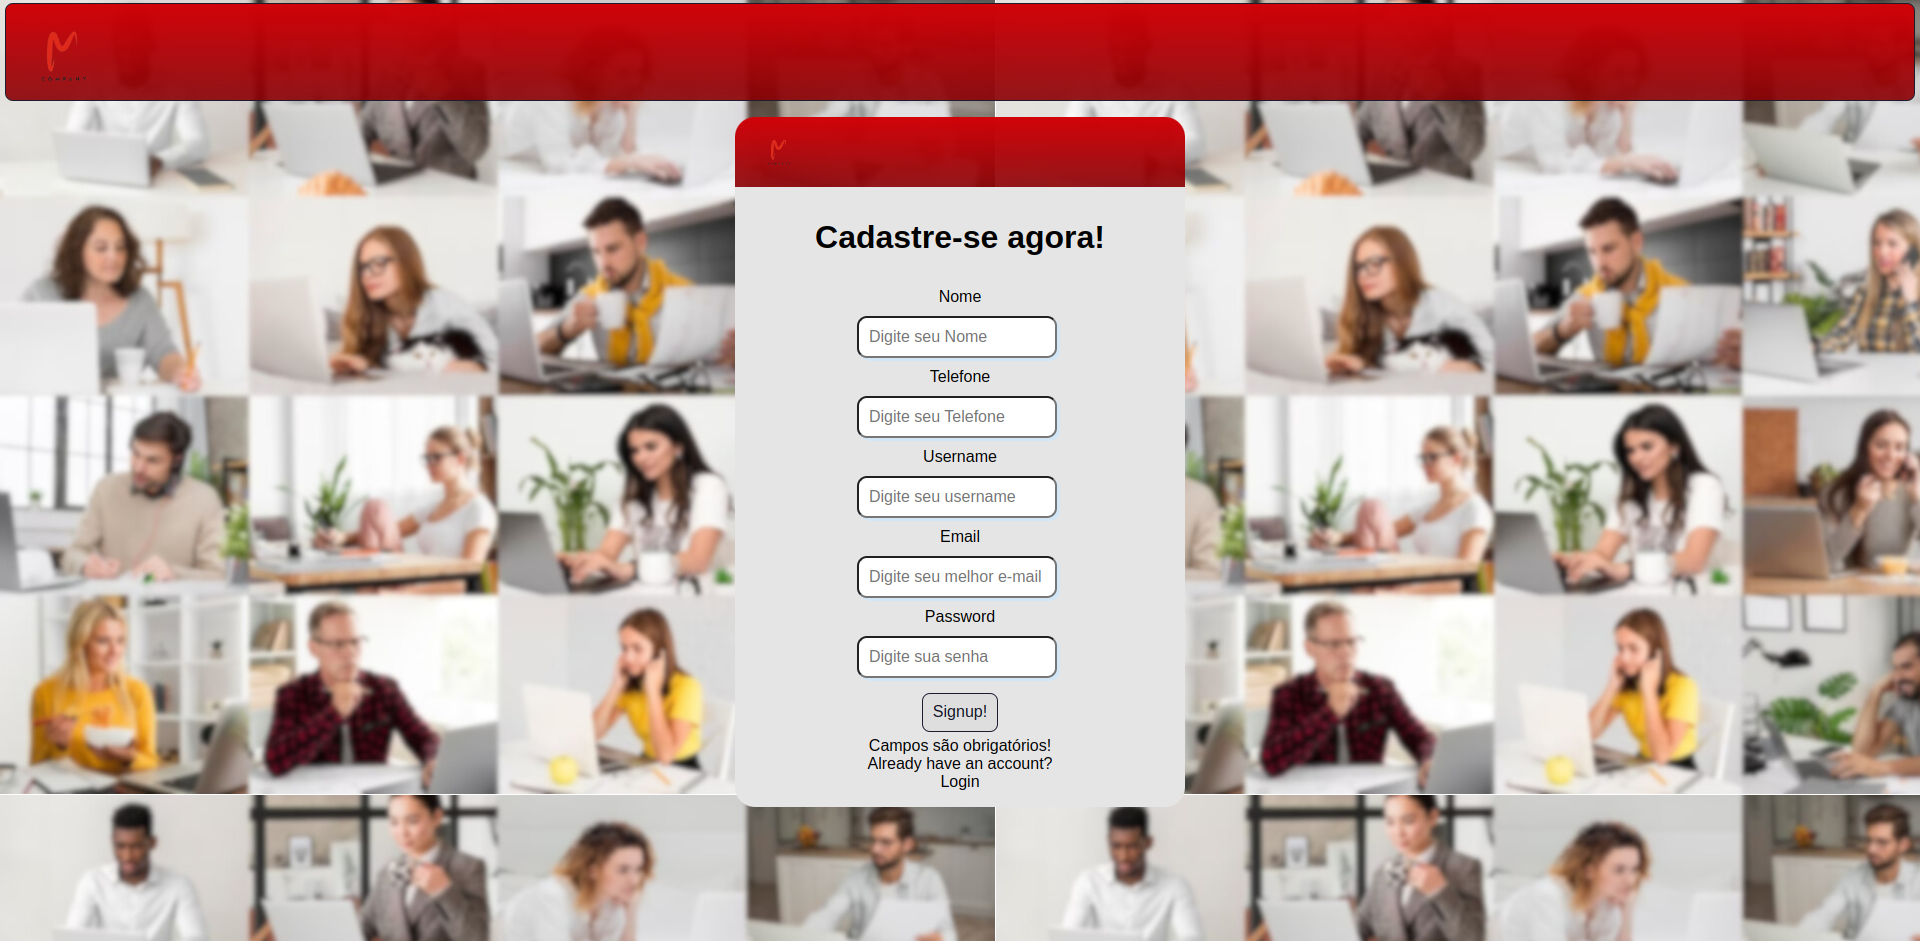 COMPANY
Cadastre-se agora!
Nome
Digite seu Nome
Telefone
Digite seu Telefone
Username
Digite seu username
Email
Digite seu melhor e-mail
Password
Digite sua senha
Signup!
Campos são obrigatórios!
Already have an account?
Login